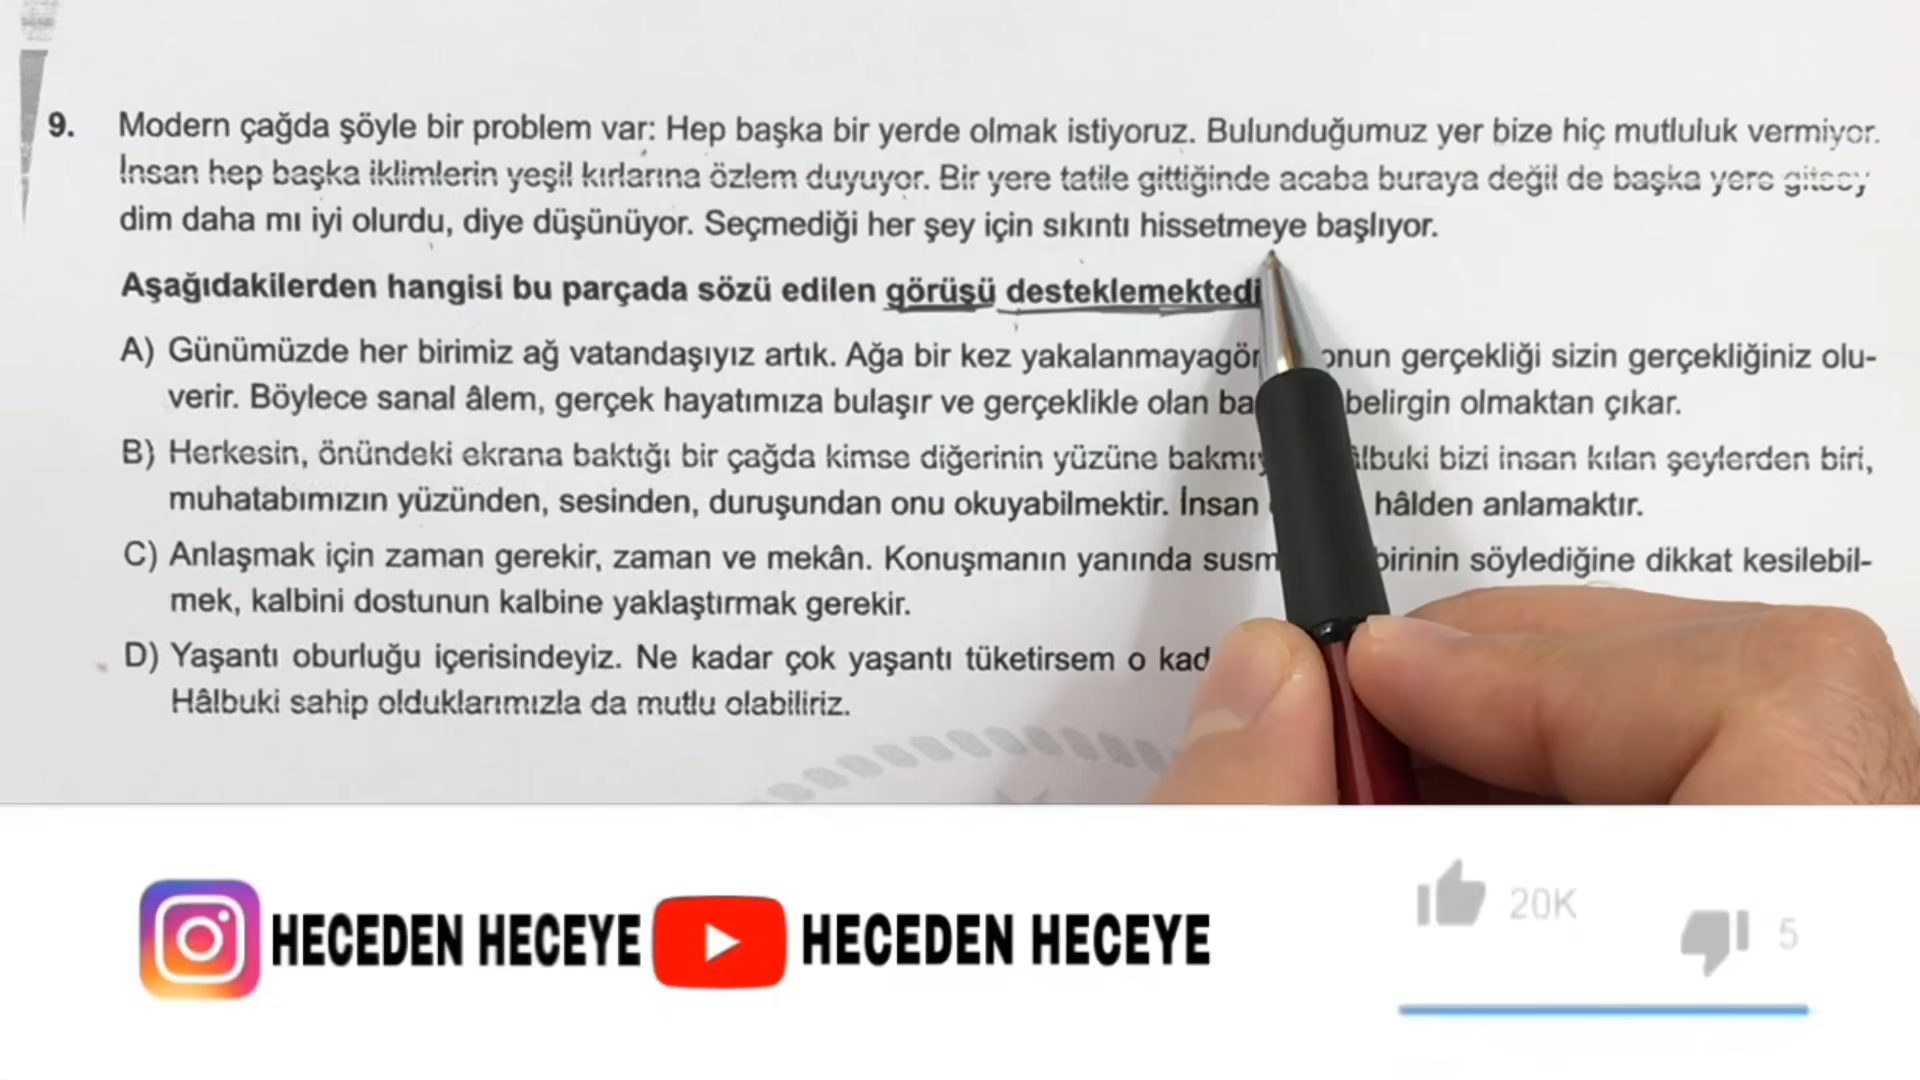 9. Modern çağda şöyle bir problem var: Hep başka bir yerde olmak istiyoruz. Bulunduğumuz yer bize hiç mutluluk vermiyor.
İnsan hep başka iklimlerin yeşil kırlarına özlem duyuyor. Bir yere tatile gittiğinde acaba buraya değil de başka yere gitsey
dim daha mı iyi olurdu, diye düşünüyor. Seçmediği her şey için sıkıntı hissetmeye başlıyor.
Aşağıdakilerden hangisi bu parçada sözü edilen görüşü desteklemektedi
A) Günümüzde her birimiz ağ vatandaşıyız artık. Ağa bir kez onun gerçekliği sizin gerçekliğiniz olu-
verir. Böylece sanal âlem, gerçek hayatımıza bulaşır ve gerçeklikle olan belirgin olmaktan çıkar.
B) Herkesin, önündeki ekrana baktığı bir çağda kimse diğerinin yüzüne bizi insan kılan şeylerden biri,
muhatabımızın yüzünden, sesinden, duruşundan onu okuyabilmektir. İnsan hâlden anlamaktır.
C) Anlaşmak için zaman gerekir, zaman ve mekân. Konuşmanın yanında birinin söylediğine dikkat kesilebil-
mek, kalbini dostunun kalbine yaklaştırmak gerekir.
D) Yaşantı oburluğu içerisindeyiz. Ne kadar çok yaşantı tüketirsem o
Hâlbuki sahip olduklarımızla da mutlu olabiliriz.
HECEDEN HECEYE HECEDEN HECEYE
20K 5